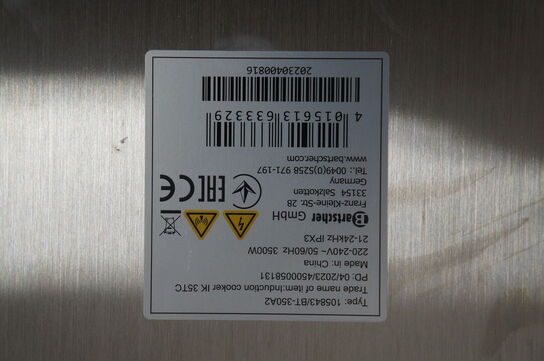 Type: 105843/BT-350A2
Trade name of item:Induction cooker IK 35TC
PD: 04/2023/4500058131
Made in: China
220-240V~ 50/60Hz 3500W
21-24kHz IPX3
Bartscher GmbH
Franz-Kleine-Str. 28
33154 Salzkotten
Germany
Tel.: 0049(0)5258 971-197
www.bartscher.com
CE EAC
4 015613 633329
20230400816